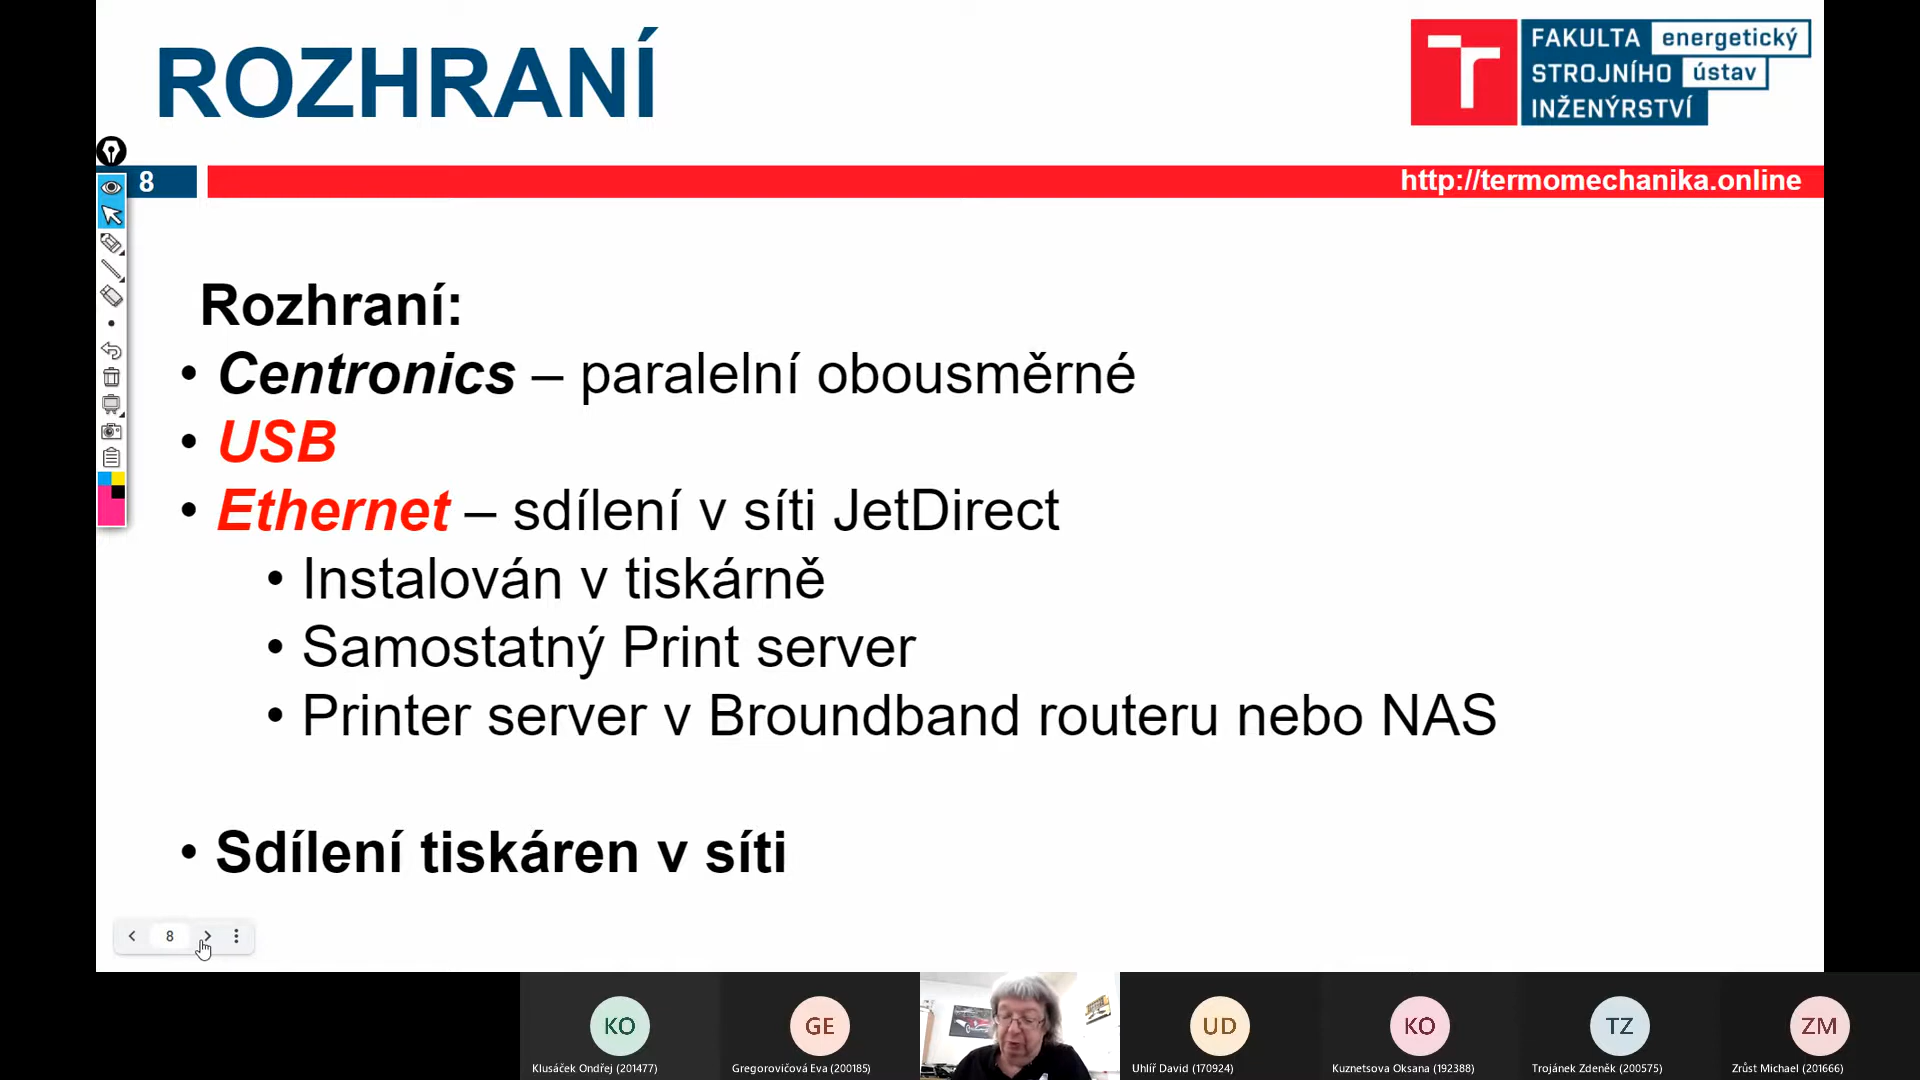 ROZHRANÍ
FAKULTA energetický
STROJNÍHO ústav
INŽENÝRSTVÍ
8
http://termomechanika.online
Rozhraní:
• Centronics – paralelní obousměrné
• USB
• Ethernet – sdílení v síti JetDirect
• Instalován v tiskárně
• Samostatný Print server
• Printer server v Broundband routeru nebo NAS
• Sdílení tiskáren v síti
8
KO
GE
UD
KO
TZ
ZM
Klusáček Ondřej (201477)
Gregorovičová Eva (200185)
Uhlíř David (170924)
Kuznetsova Oksana (192388)
Trojánek Zdeněk (200575)
Zrůst Michael (201666)